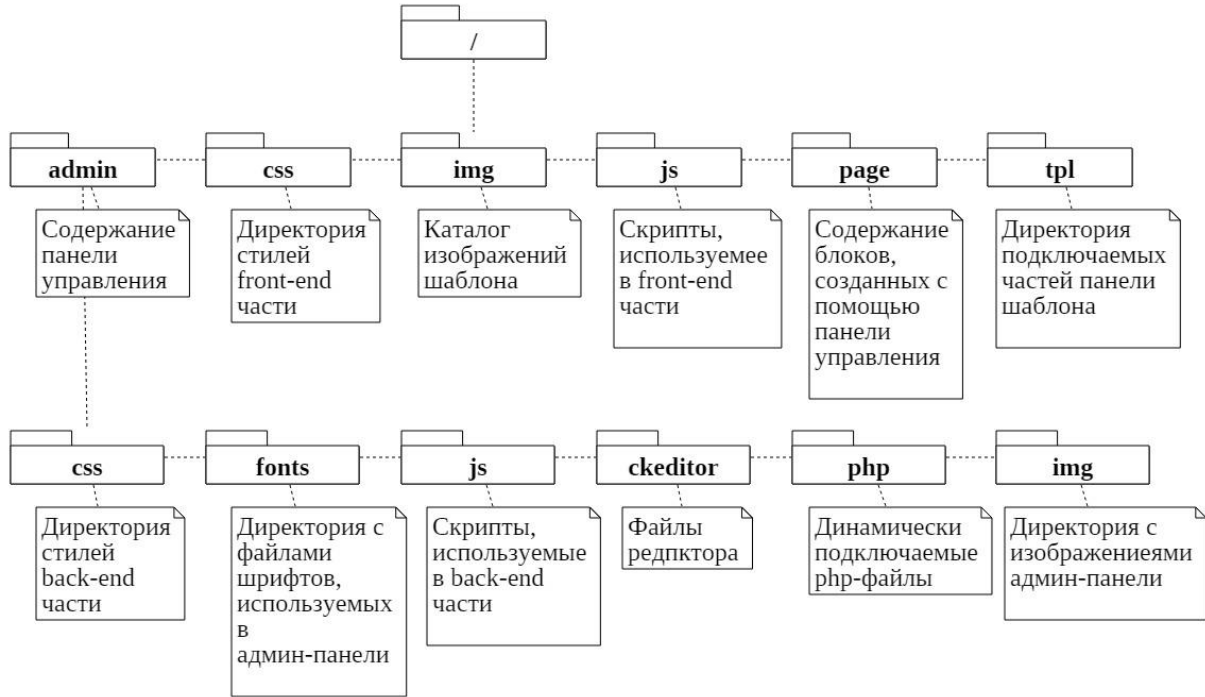 /
admin
css
img
js
page
tpl
Содержание
панели
управления
Директория
стилей
front-end
части
Каталог
изображений
шаблона
Скрипты,
используемее
в front-end
части
Содержание
блоков,
созданных с
помощью
панели
управления
Директория
подключаемых
частей панели
шаблона
css
fonts
js
ckeditor
php
img
Директория
стилей
back-end
части
Директория с
файлами
шрифтов,
используемых
в
админ-панели
Скрипты,
используемые
в back-end
части
Файлы
редпктора
Динамически
подключаемые
php-файлы
Директория с
изображениеями
админ-панели